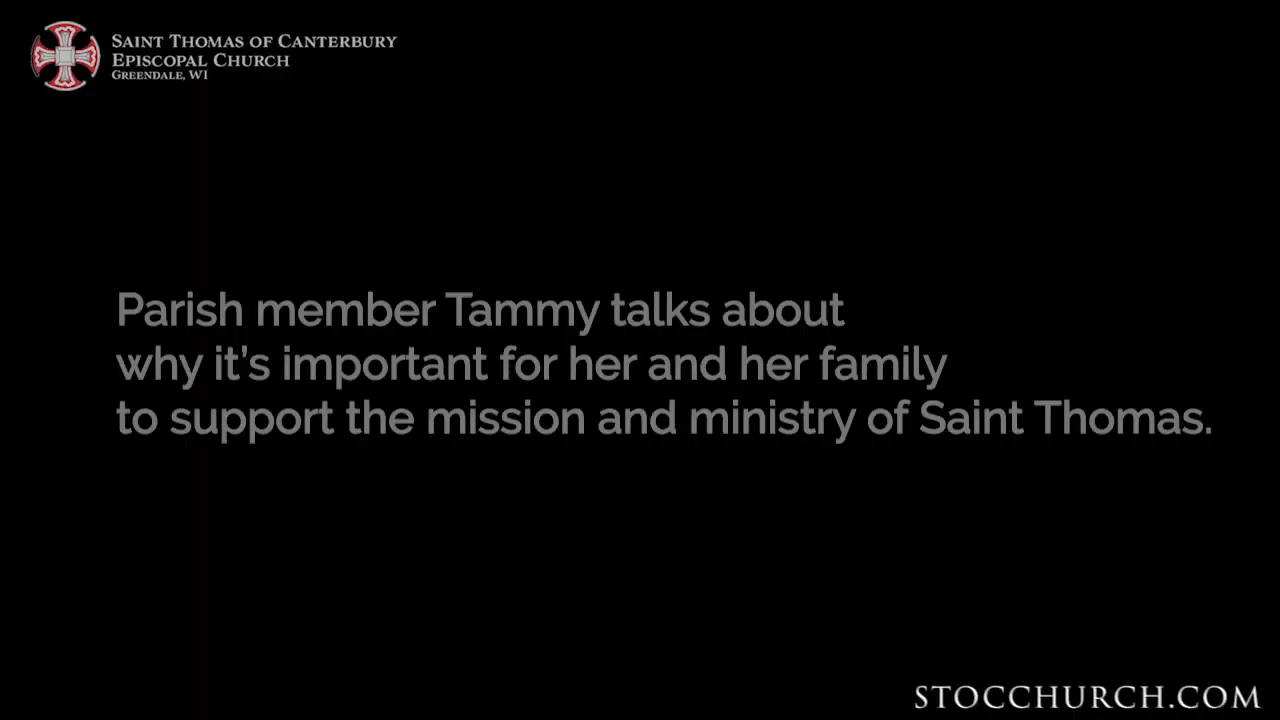 Saint Thomas of Canterbury
Episcopal Church
Greendale, WI
Parish member Tammy talks about
why it's important for her and her family
to support the mission and ministry of Saint Thomas.
STOCCHURCH.COM